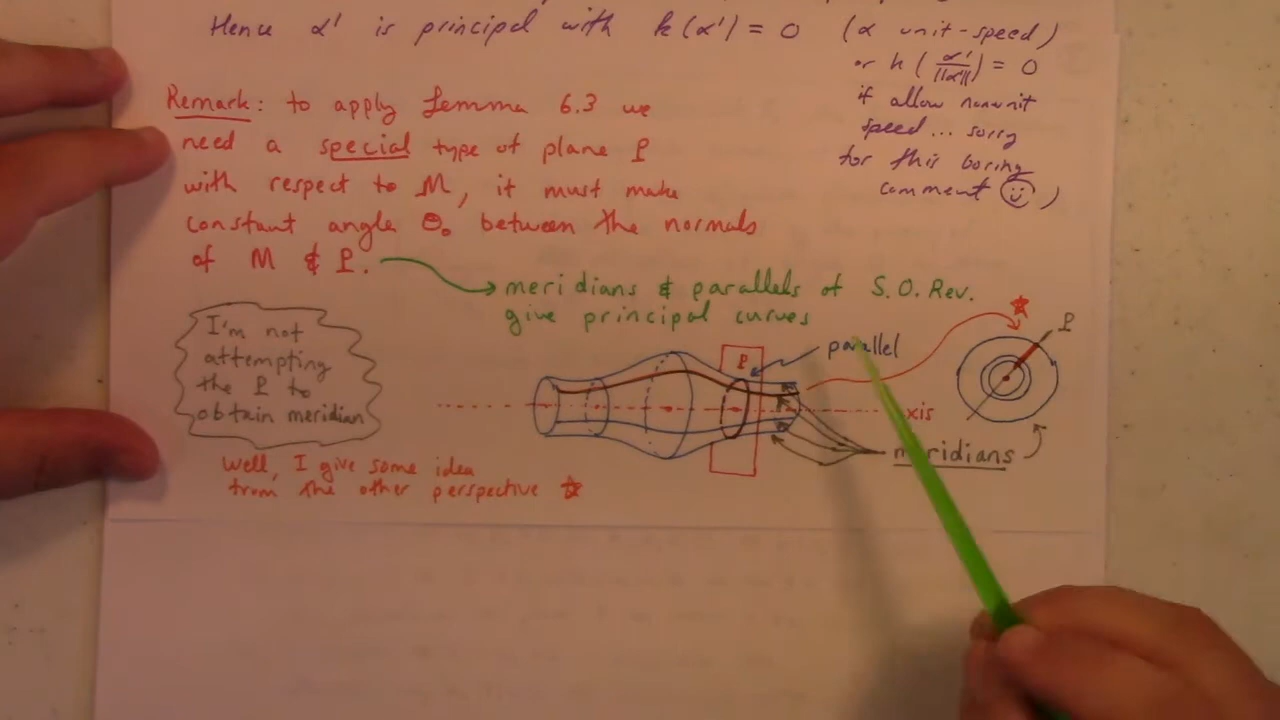 Hence α' is principal with k(α') = 0 (α unit-speed)
or k(α'/||α'||) = 0
if allow nonunit
speed... sorry
for this boring
comment ☺)
Remark: to apply Lemma 6.3 we
need a special type of plane P
with respect to M, it must make
constant angle θ₀ between the normals
of M & P.
meridians & parallels of S.O.Rev.
give principal curves
I'm not
attempting
the P to
obtain meridian
Well, I give some idea
from the other perspective ☆
P
parallel
axis
meridians
☆
P